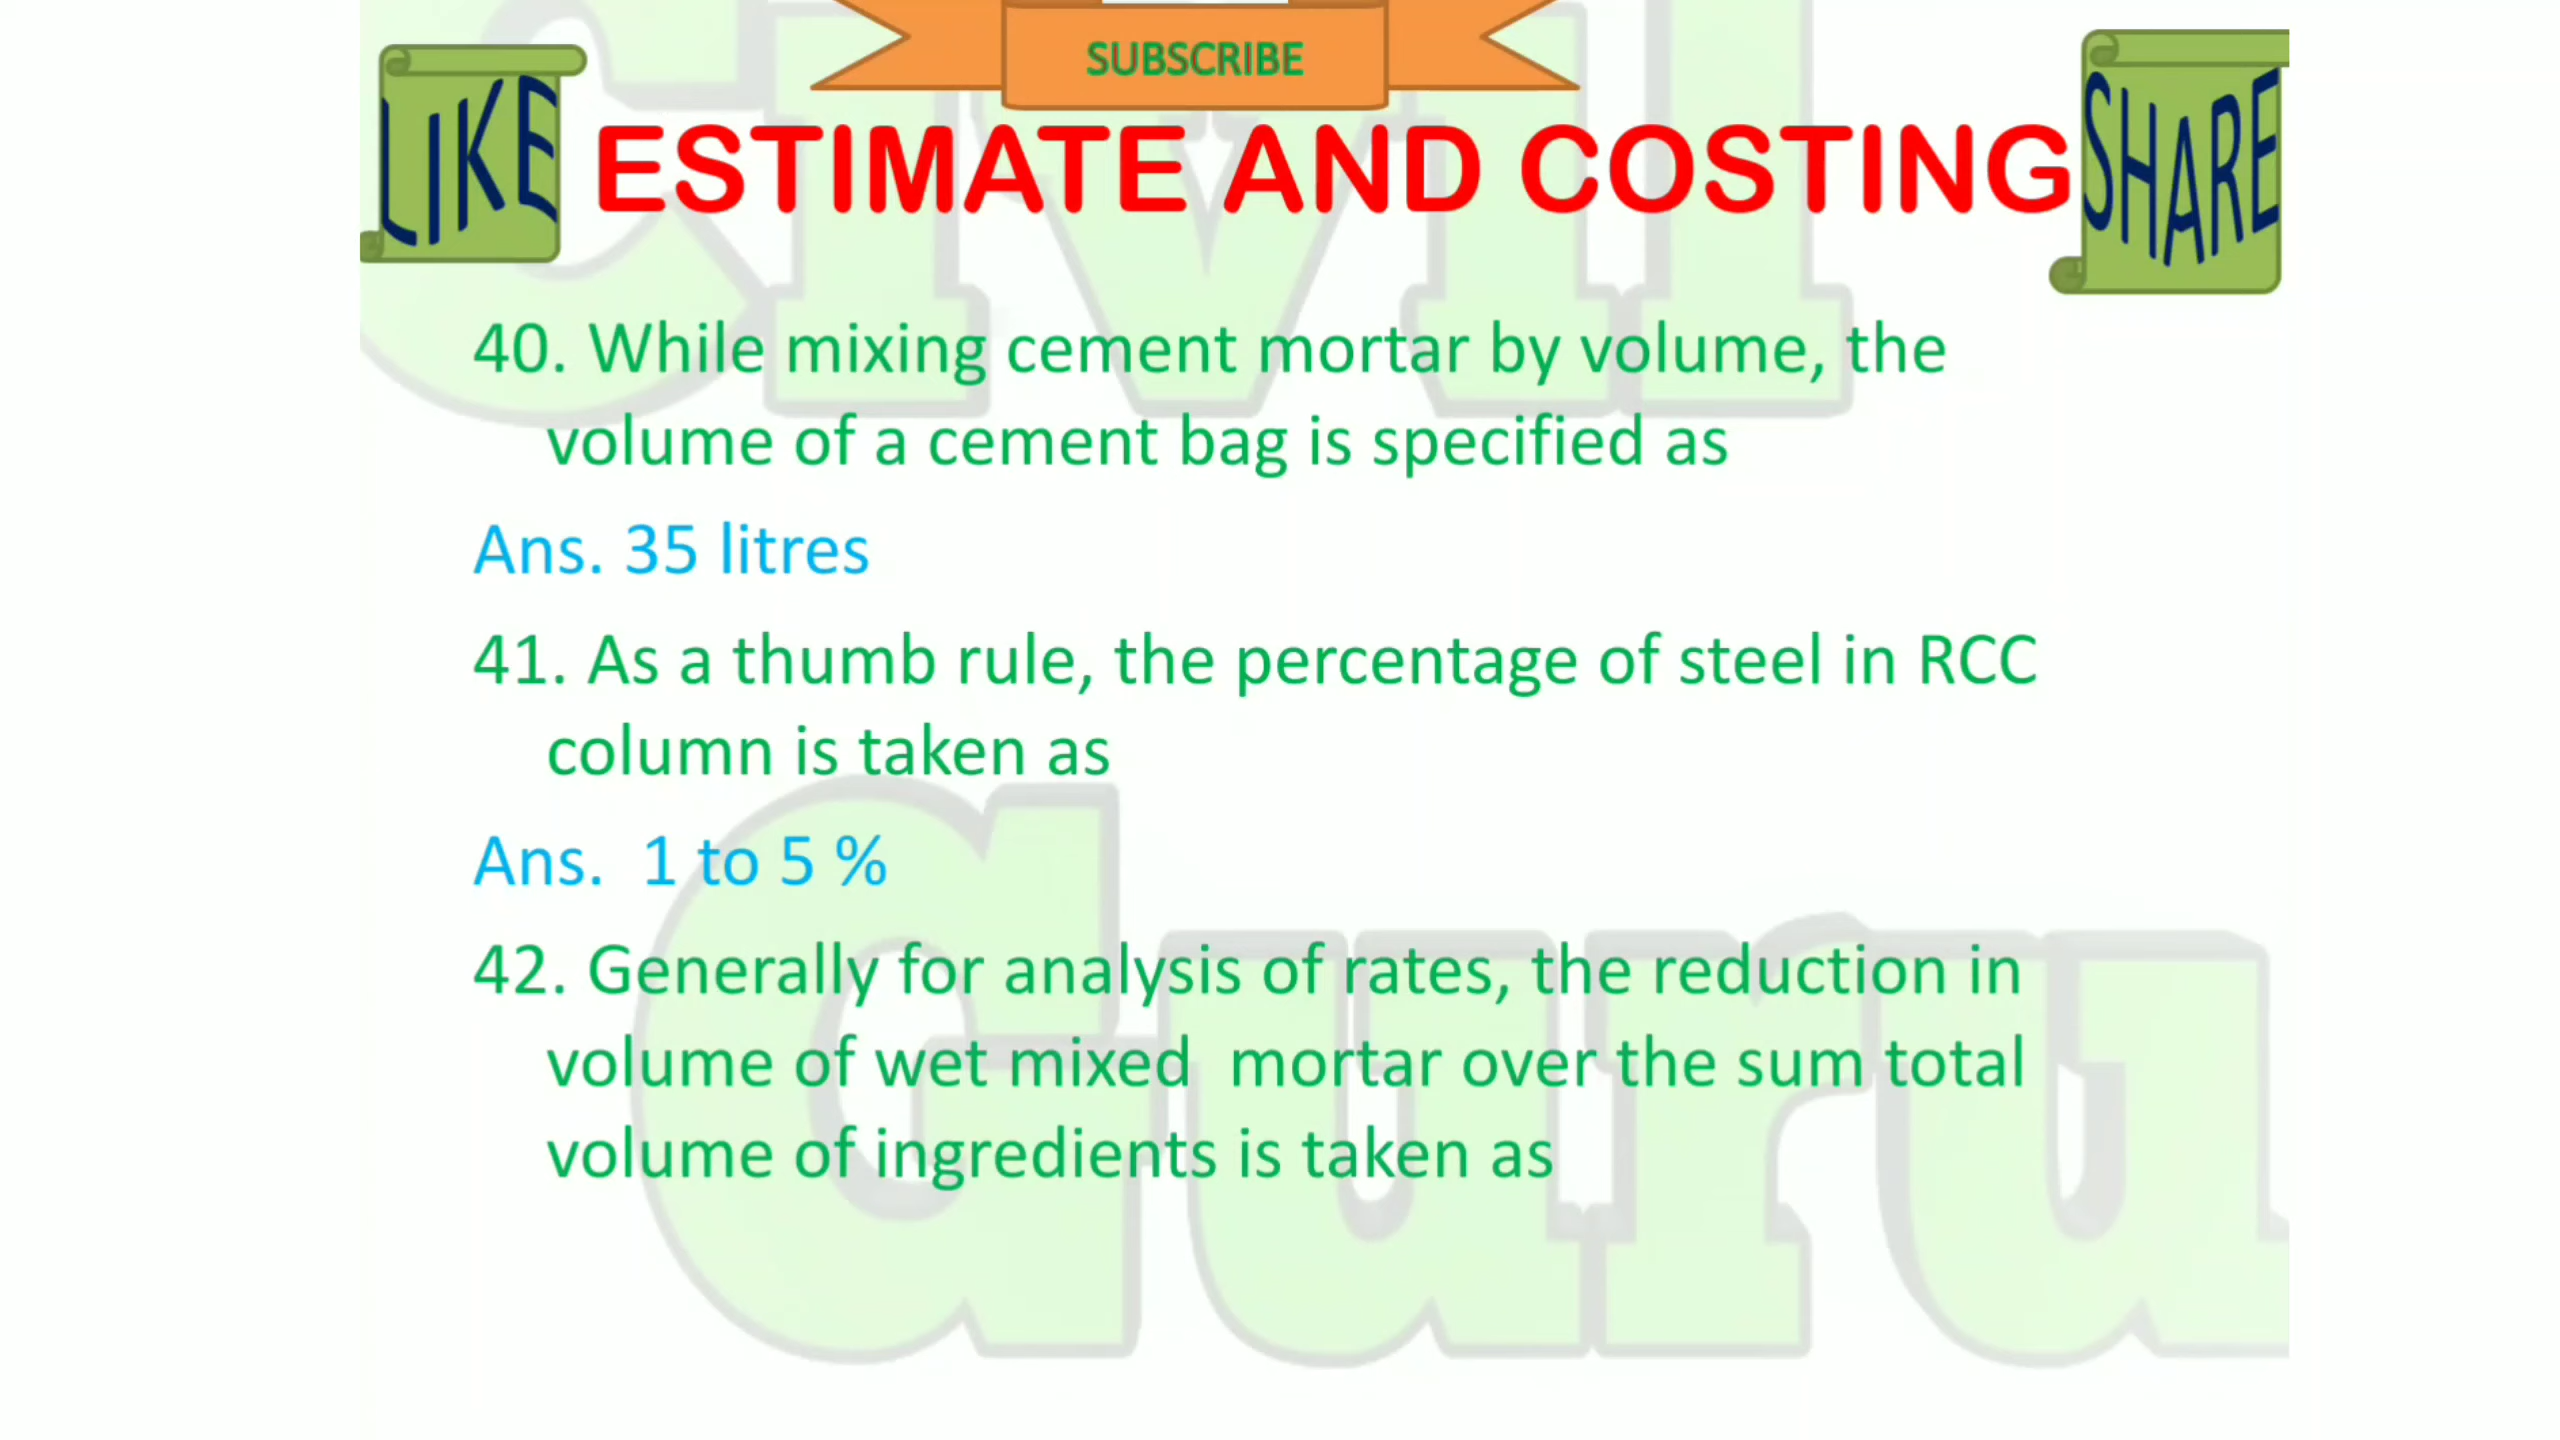 SUBSCRIBE
LIKE
ESTIMATE AND COSTING
SHARE
40. While mixing cement mortar by volume, the
volume of a cement bag is specified as
Ans. 35 litres
41. As a thumb rule, the percentage of steel in RCC
column is taken as
Ans. 1 to 5 %
42. Generally for analysis of rates, the reduction in
volume of wet mixed mortar over the sum total
volume of ingredients is taken as
Civil
Guru